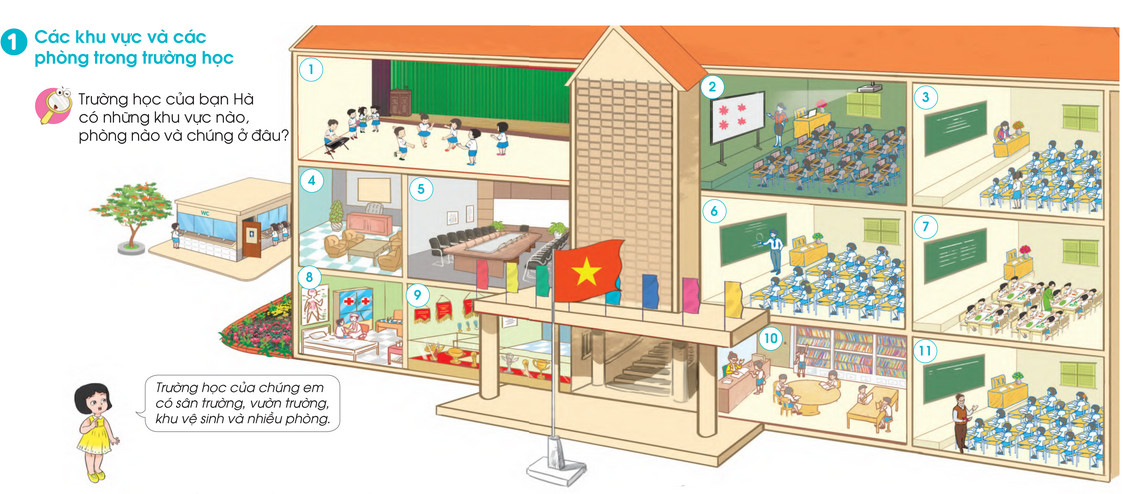 1 Các khu vực và các
phòng trong trường học
Trường học của bạn Hà
có những khu vực nào,
phòng nào và chúng ở đâu?
1
2
3
4
5
6
7
WC
8
9
10
11
Trường học của chúng em
có sân trường, vườn trường,
khu vệ sinh và nhiều phòng.